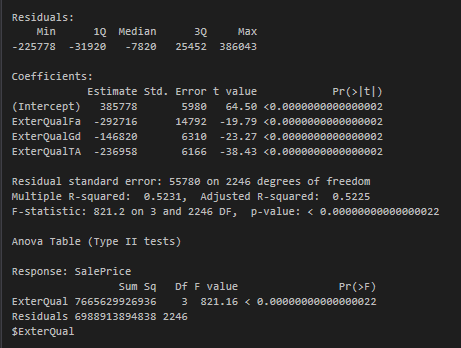 Residuals:
Min 1Q Median 3Q Max
-225778 -31920 -7820 25452 386043
Coefficients:
Estimate Std. Error t value Pr(>|t|)
(Intercept) 385778 5980 64.50 <0.0000000000000002
ExterQualFa -292716 14792 -19.79 <0.0000000000000002
ExterQualGd -146820 6310 -23.27 <0.0000000000000002
ExterQualTA -236958 6166 -38.43 <0.0000000000000002
Residual standard error: 55780 on 2246 degrees of freedom
Multiple R-squared: 0.5231, Adjusted R-squared: 0.5225
F-statistic: 821.2 on 3 and 2246 DF, p-value: < 0.00000000000000022
Anova Table (Type II tests)
Response: SalePrice
Sum Sq Df F value Pr(>F)
ExterQual 7665629926936 3 821.16 < 0.00000000000000022
Residuals 6988913894838 2246
$ExterQual